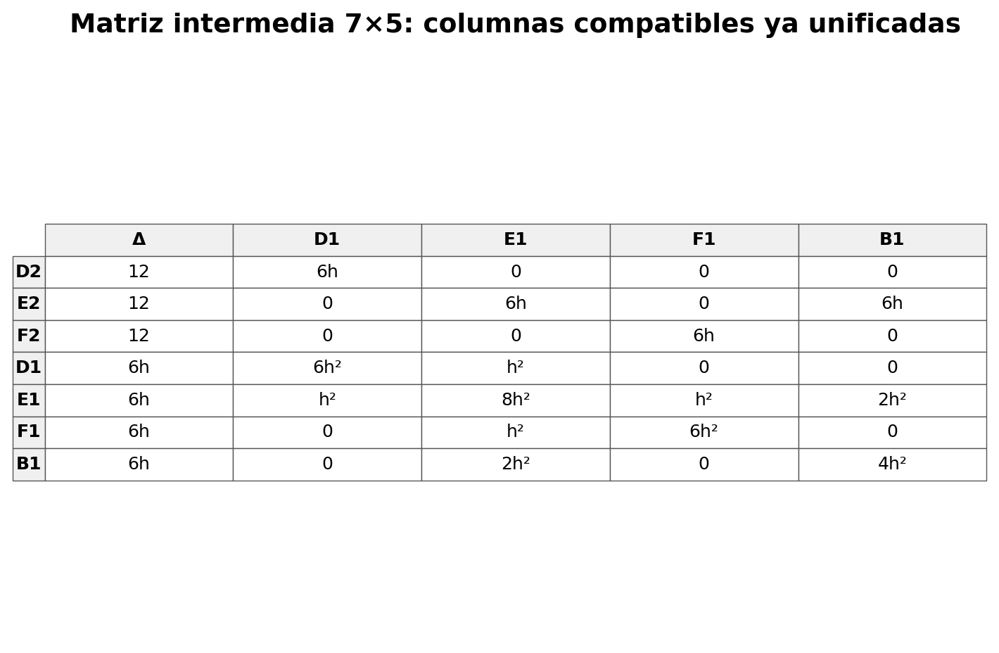 Matriz intermedia 7×5: columnas compatibles ya unificadas
Δ D1 E1 F1 B1
D2 12 6h 0 0 0
E2 12 0 6h 0 6h
F2 12 0 0 6h 0
D1 6h 6h² h² 0 0
E1 6h h² 8h² h² 2h²
F1 6h 0 h² 6h² 0
B1 6h 0 2h² 0 4h²